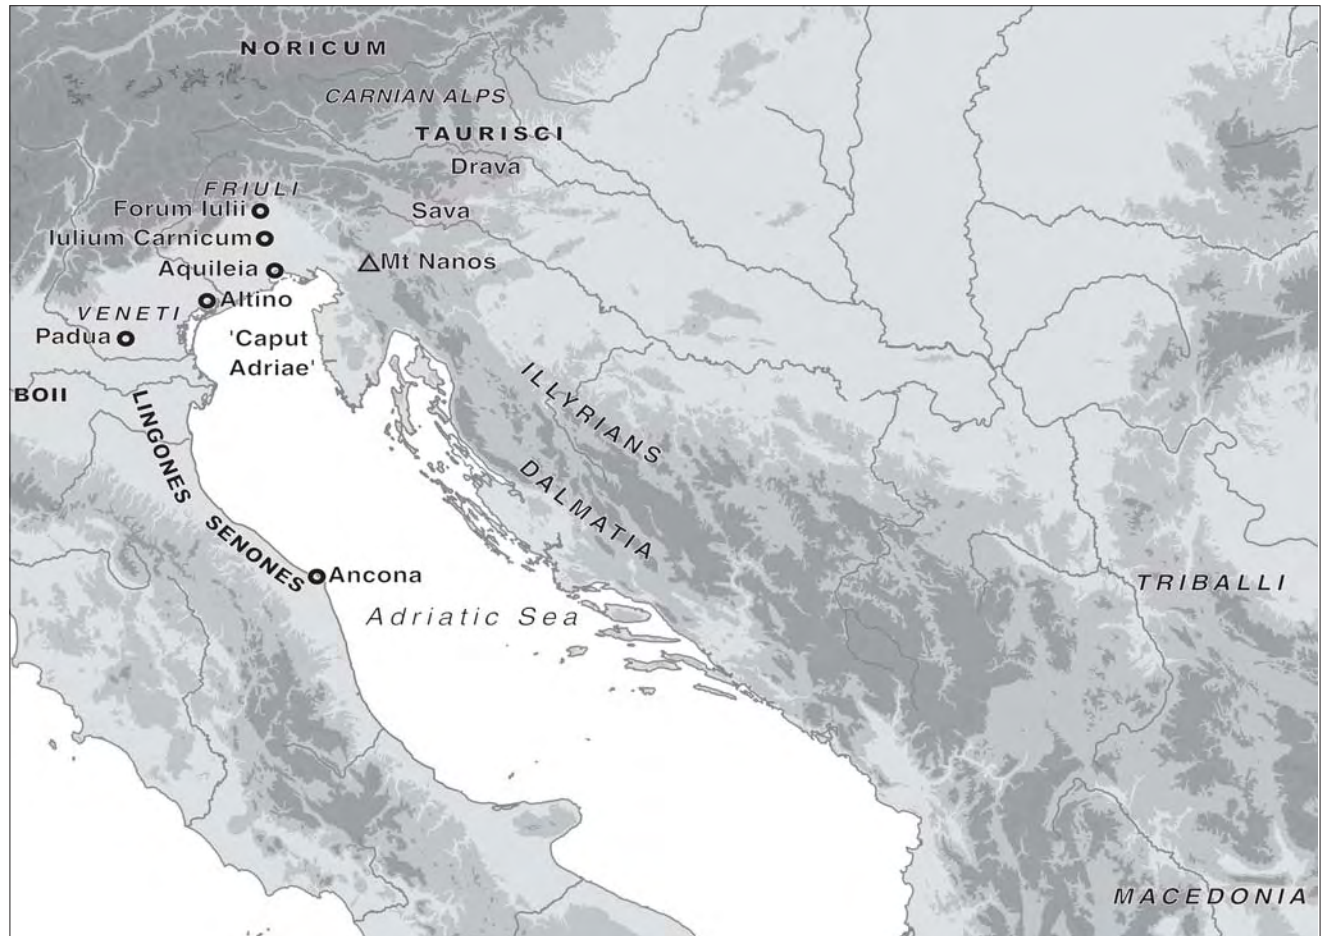 NORICUM
CARNIAN ALPS
TAURISCI
Drava
FRIULI
Forum Iulii
Sava
Iulium Carnicum
Aquileia
Mt Nanos
Altino
VENETI
Padua
'Caput
Adriae'
BOII
LINGONES
ILLYRIANS
DALMATIA
SENONES
Ancona
Adriatic Sea
TRIBALLI
MACEDONIA